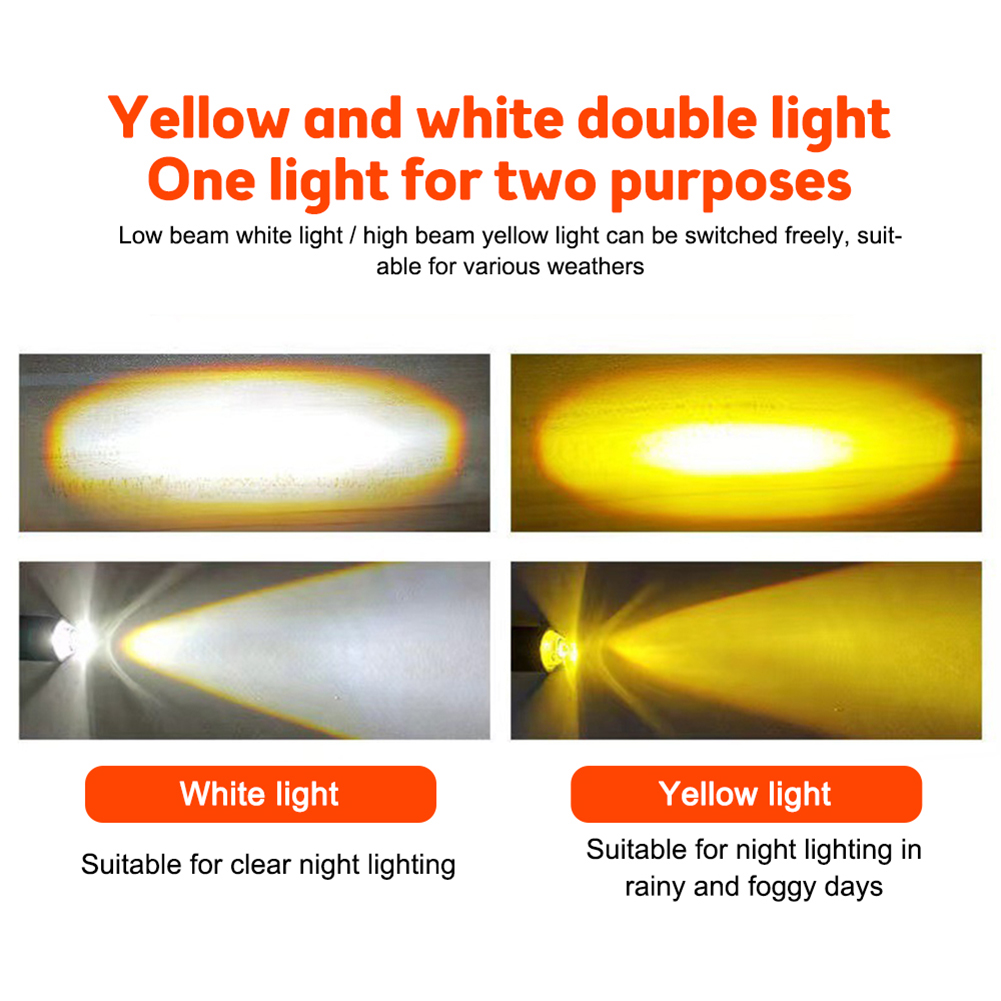 Yellow and white double light
One light for two purposes
Low beam white light / high beam yellow light can be switched freely, suit-
able for various weathers
White light
Yellow light
Suitable for clear night lighting
Suitable for night lighting in
rainy and foggy days